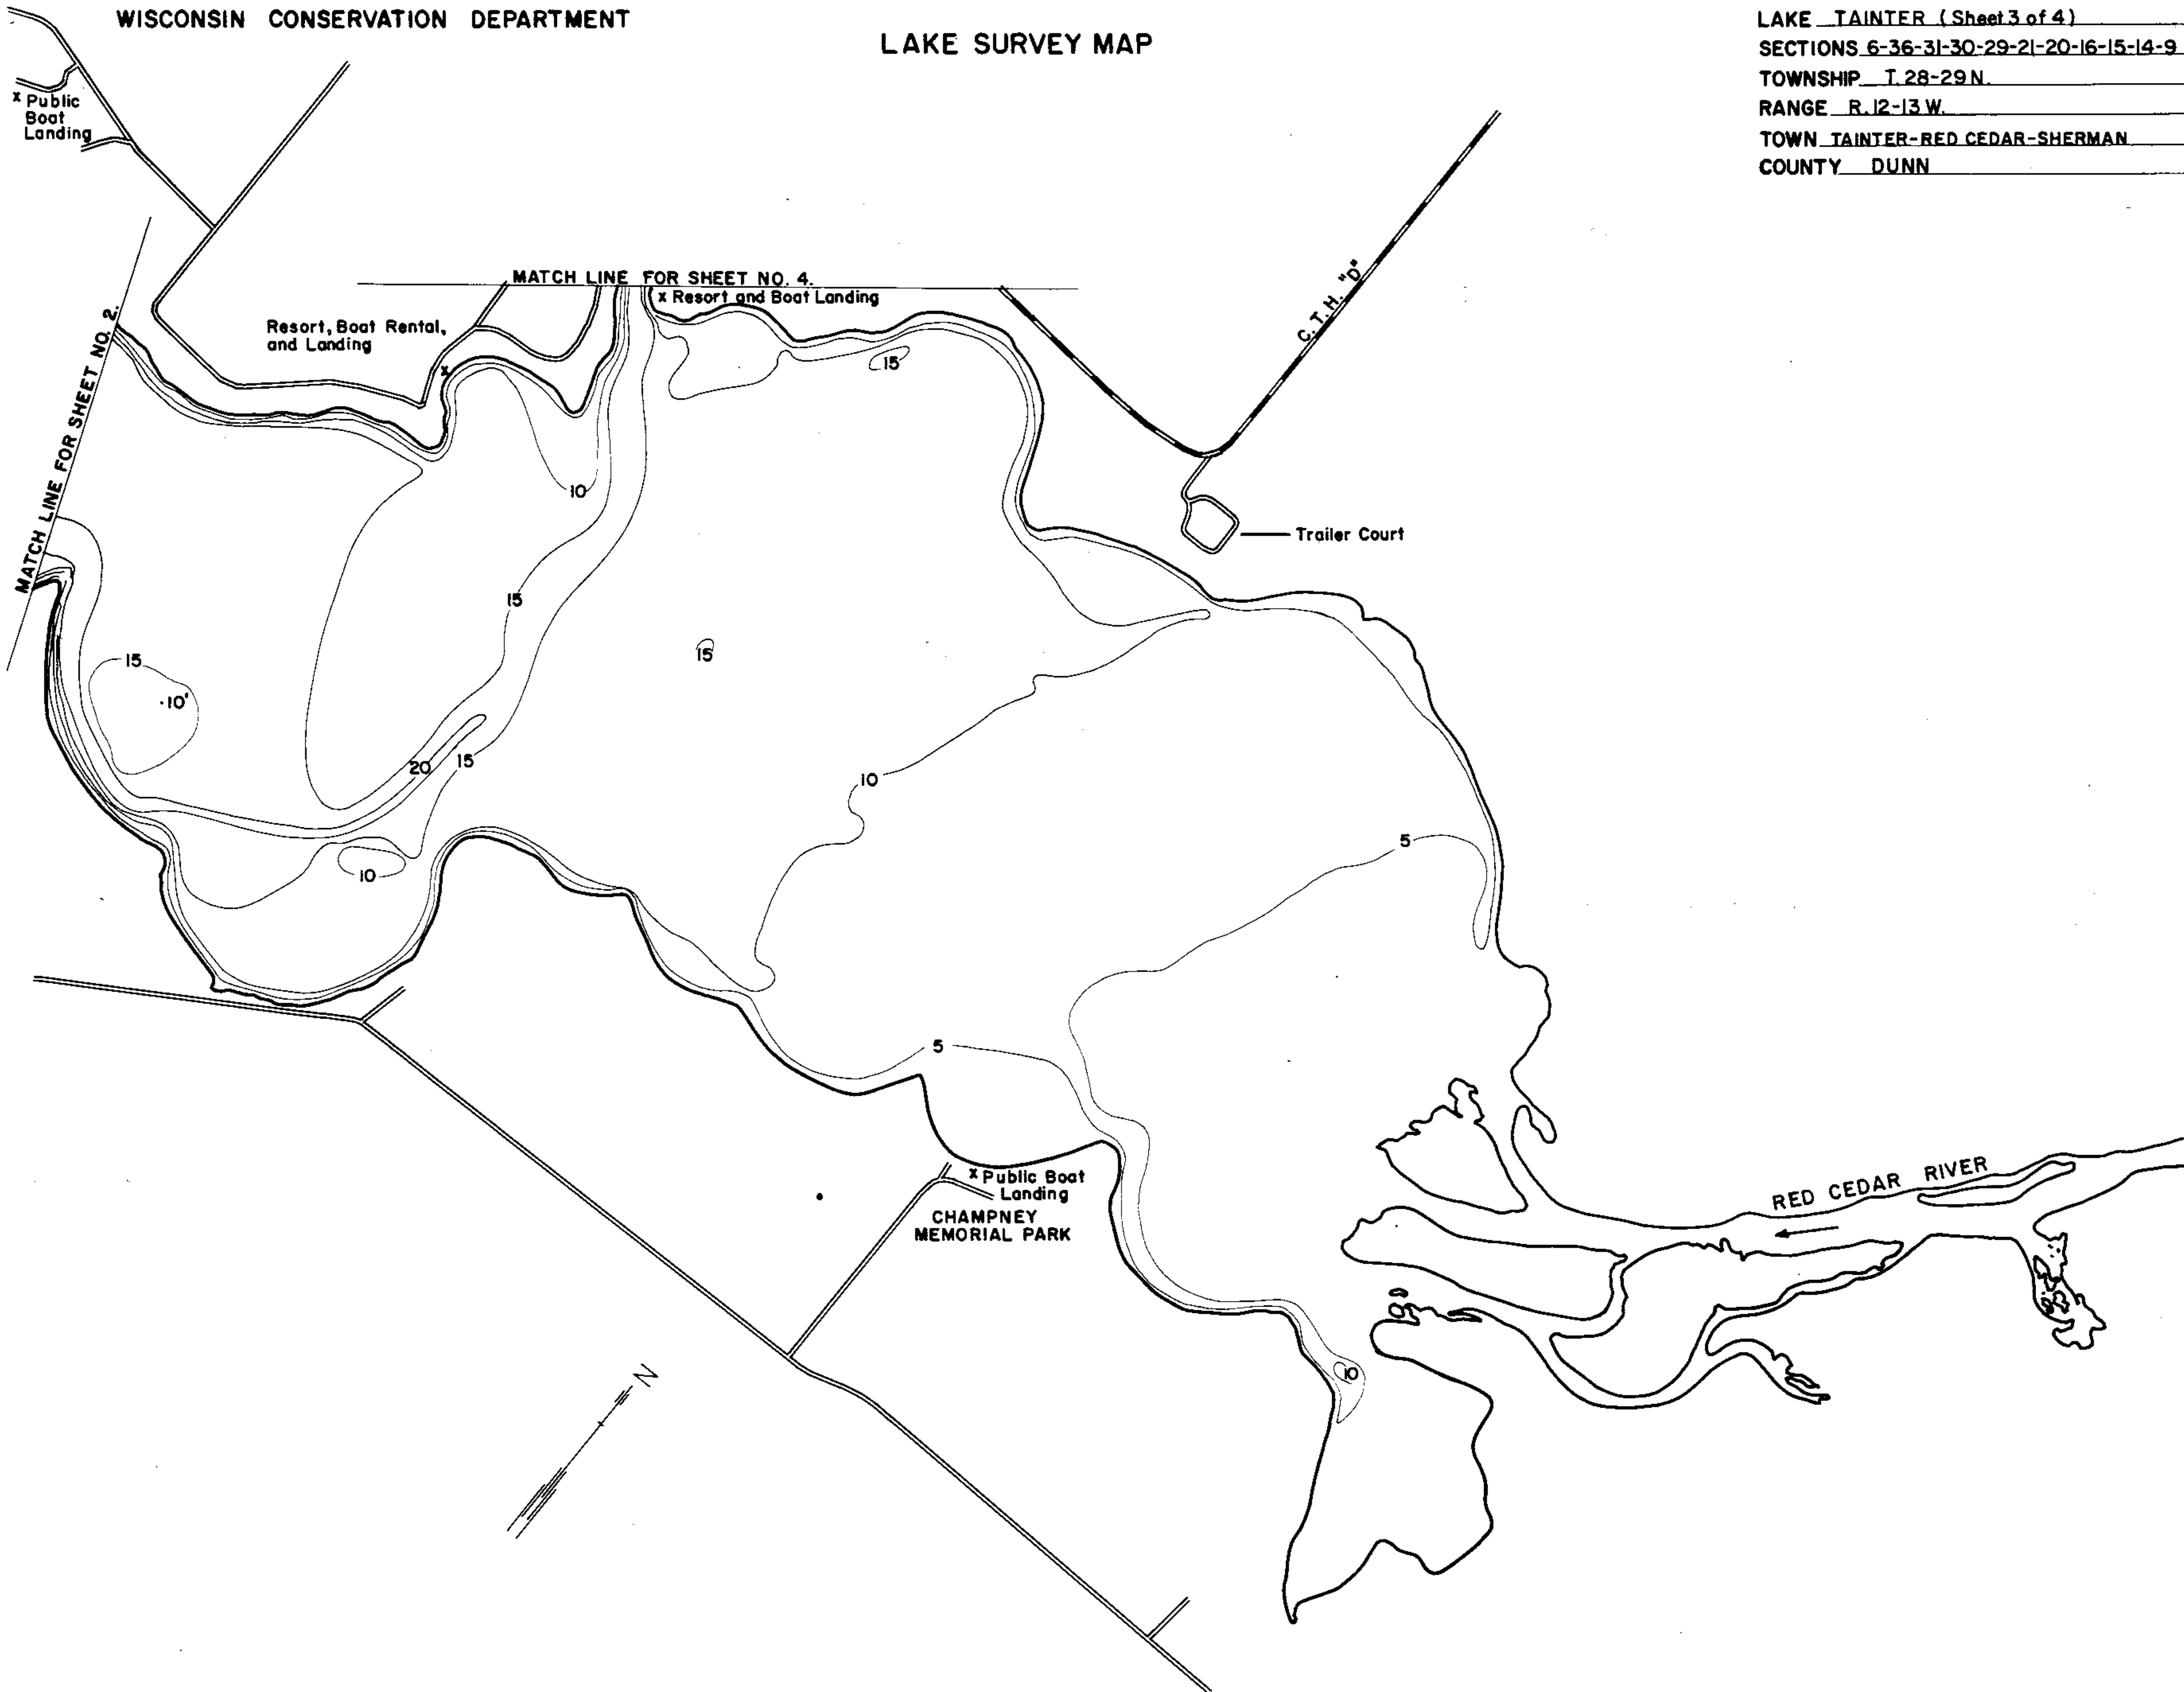 WISCONSIN CONSERVATION DEPARTMENT
LAKE SURVEY MAP
LAKE TAINTER (Sheet 3 of 4)
SECTIONS 6-36-31-30-29-21-20-16-15-14-9
TOWNSHIP T. 28-29 N.
RANGE R. 12-13 W.
TOWN TAINTER-RED CEDAR-SHERMAN
COUNTY DUNN
x Public
Boat
Landing
MATCH LINE FOR SHEET NO. 4.
x Resort and Boat Landing
C. T. H. "D"
MATCH LINE FOR SHEET NO. 2.
Resort, Boat Rental,
and Landing
x
15
10
Trailer Court
15
15
15
10'
20
15
10
5
10
5
x Public Boat
Landing
CHAMPNEY
MEMORIAL PARK
RED CEDAR RIVER
10
N